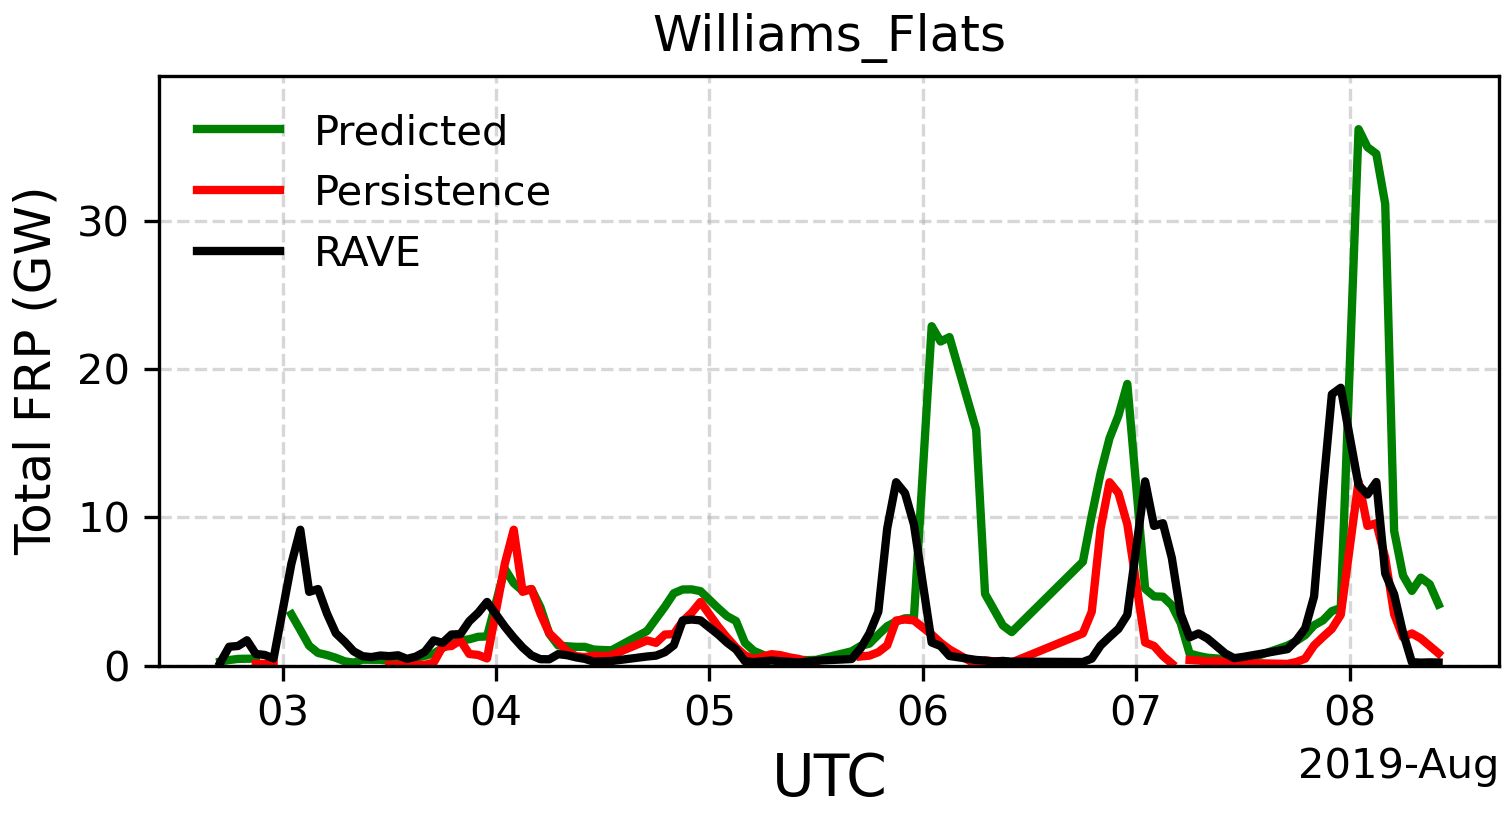 Williams_Flats
Predicted
Persistence
RAVE
Total FRP (GW)
30
20
10
0
03 04 05 06 07 08
UTC
2019-Aug